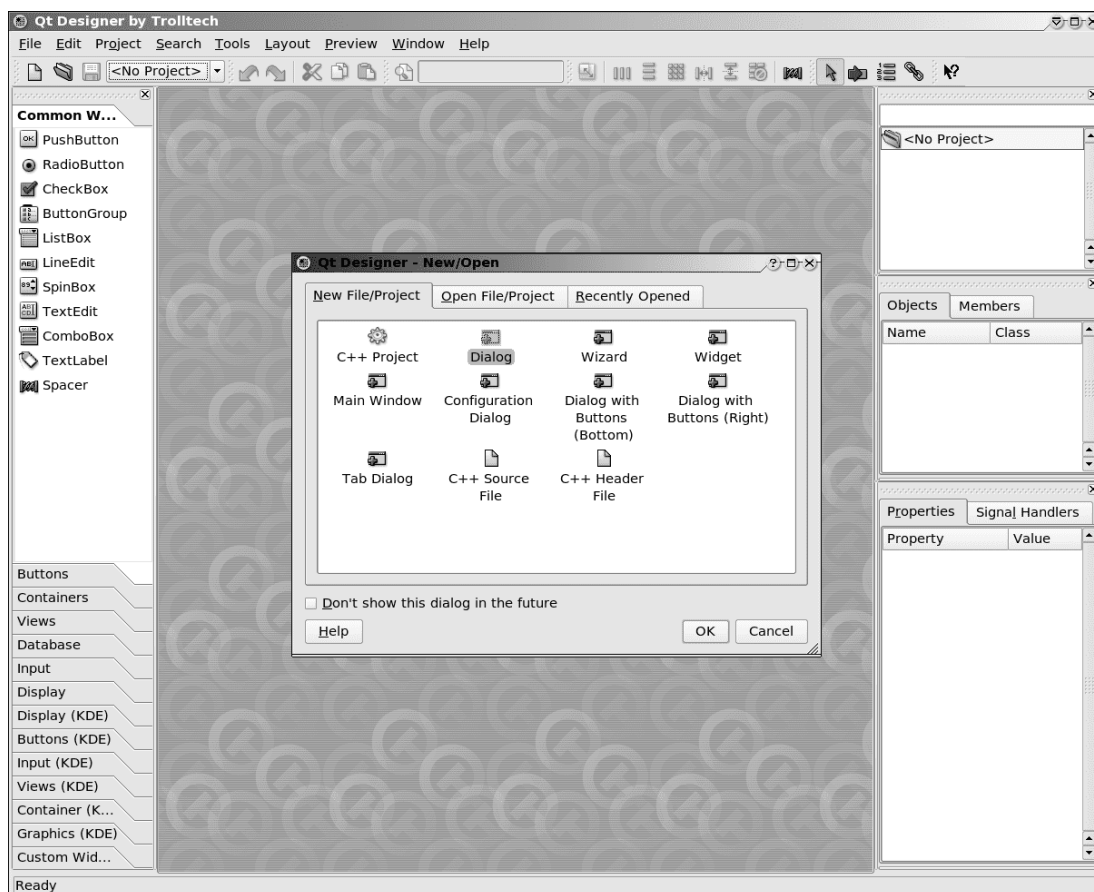 Qt Designer by Trolltech
File Edit Project Search Tools Layout Preview Window Help
<No Project>
Common W...
PushButton
RadioButton
CheckBox
ButtonGroup
ListBox
LineEdit
SpinBox
TextEdit
ComboBox
TextLabel
Spacer
Buttons
Containers
Views
Database
Input
Display
Display (KDE)
Buttons (KDE)
Input (KDE)
Views (KDE)
Container (K...
Graphics (KDE)
Custom Wid...
Qt Designer - New/Open
New File/Project Open File/Project Recently Opened
C++ Project Dialog Wizard Widget
Main Window Configuration Dialog with Dialog with
Dialog Buttons Buttons (Right)
(Bottom)
Tab Dialog C++ Source C++ Header
File File
Don't show this dialog in the future
Help OK Cancel
<No Project>
Objects Members
Name Class
Properties Signal Handlers
Property Value
Ready